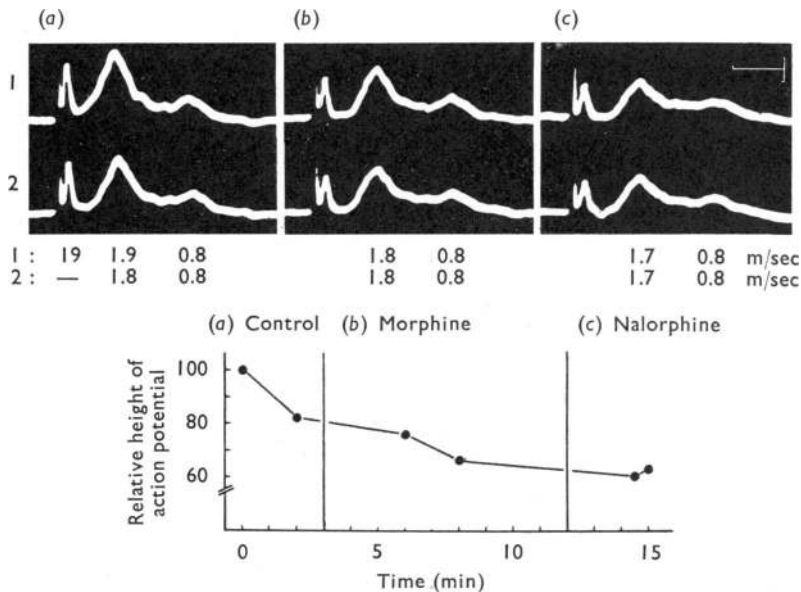 (a) (b) (c)
1
2
1 : 19 1.9 0.8 1.8 0.8 1.7 0.8 m/sec
2 : — 1.8 0.8 1.8 0.8 1.7 0.8 m/sec
(a) Control (b) Morphine (c) Nalorphine
Relative height of
action potential
100
80
60
0 5 10 15
Time (min)